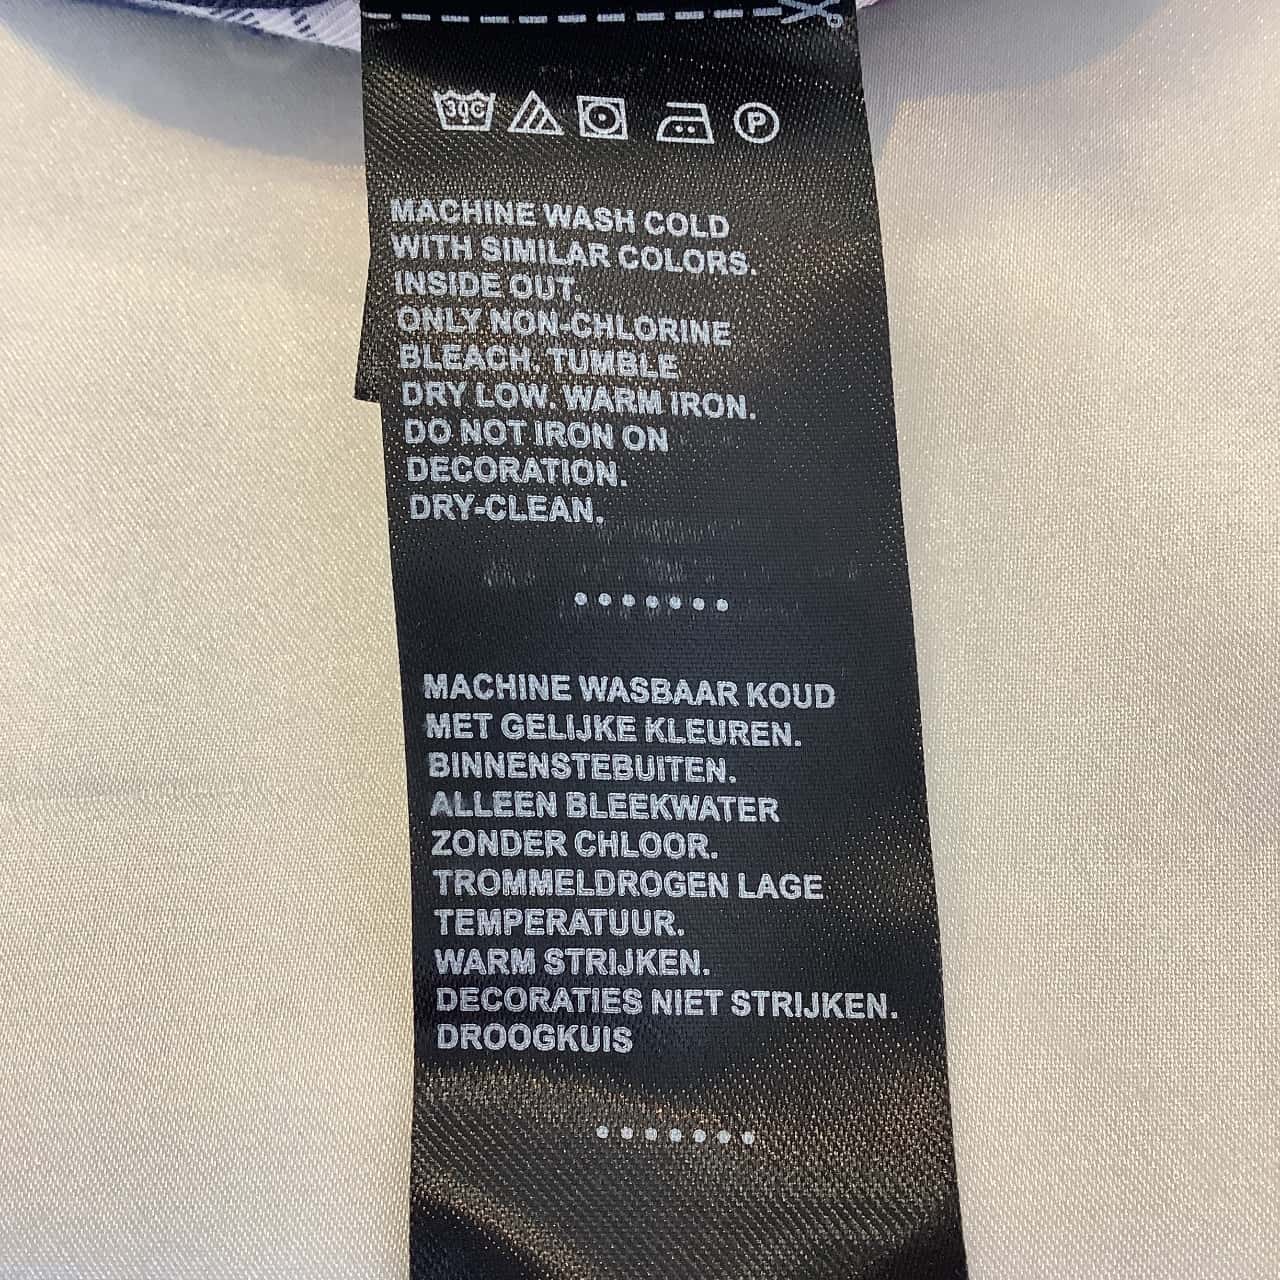 30C P
MACHINE WASH COLD
WITH SIMILAR COLORS.
INSIDE OUT.
ONLY NON-CHLORINE
BLEACH. TUMBLE
DRY LOW. WARM IRON.
DO NOT IRON ON
DECORATION.
DRY-CLEAN.
.......
MACHINE WASBAAR KOUD
MET GELIJKE KLEUREN.
BINNENSTEBUITEN.
ALLEEN BLEEKWATER
ZONDER CHLOOR.
TROMMELDROGEN LAGE
TEMPERATUUR.
WARM STRIJKEN.
DECORATIES NIET STRIJKEN.
DROOGKUIS
.......